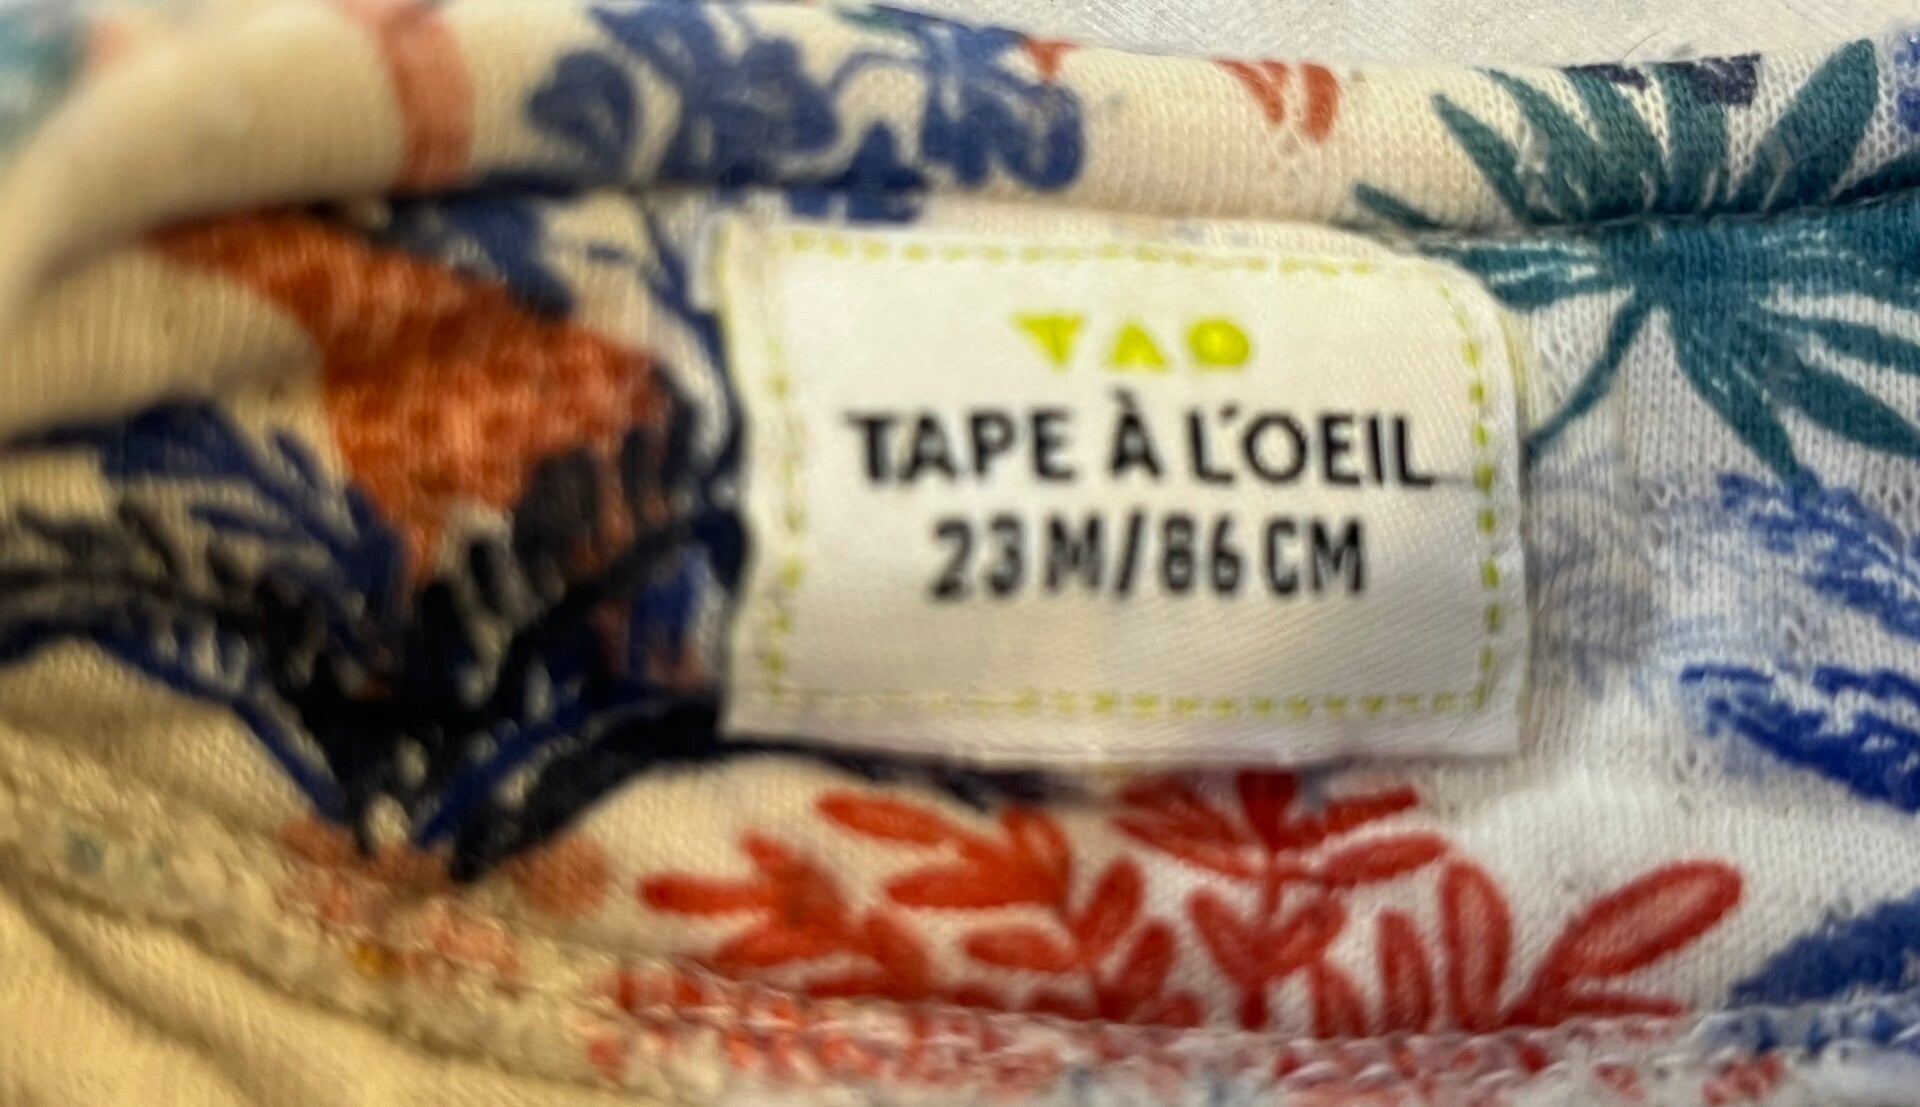 TAO
TAPE À L'OEIL
23M/86CM